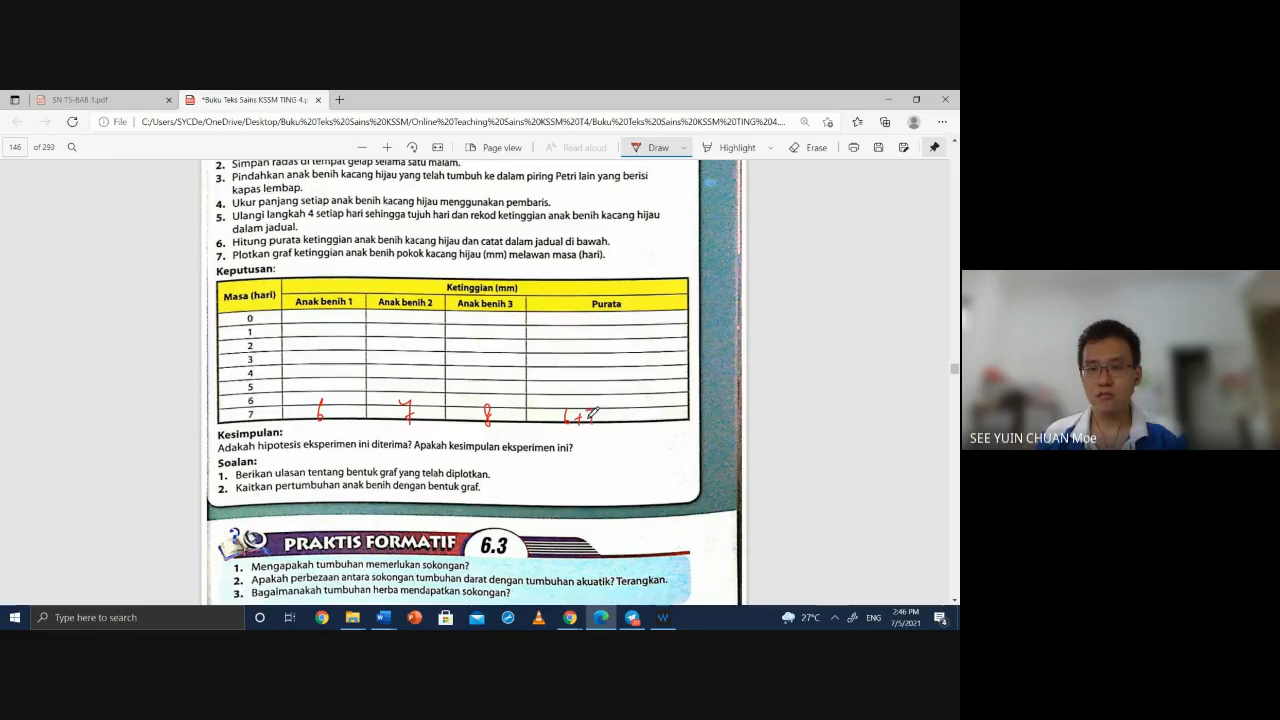 SN T5-BAB 1.pdf
*Buku Teks Sains KSSM TING 4.p
File
C:/Users/SYCDe/OneDrive/Desktop/Buku%20Teks%20Sains%20KSSM/Online%20Teaching%20Sains%20KSSM%20T4/Buku%20Teks%20Sains%20KSSM%20TING%204....
146 of 293
Page view
Read aloud
Draw
Highlight
Erase
2. Simpan radas di tempat gelap selama satu malam.
3. Pindahkan anak benih kacang hijau yang telah tumbuh ke dalam piring Petri lain yang berisi
kapas lembap.
4. Ukur panjang setiap anak benih kacang hijau menggunakan pembaris.
5. Ulangi langkah 4 setiap hari sehingga tujuh hari dan rekod ketinggian anak benih kacang hijau
dalam jadual.
6. Hitung purata ketinggian anak benih kacang hijau dan catat dalam jadual di bawah.
7. Plotkan graf ketinggian anak benih pokok kacang hijau (mm) melawan masa (hari).
Keputusan:
Masa (hari)
Ketinggian (mm)
Anak benih 1 Anak benih 2 Anak benih 3 Purata
0
1
2
3
4
5
6
7 6 7 8 6+7
Kesimpulan:
Adakah hipotesis eksperimen ini diterima? Apakah kesimpulan eksperimen ini?
Soalan:
1. Berikan ulasan tentang bentuk graf yang telah diplotkan.
2. Kaitkan pertumbuhan anak benih dengan bentuk graf.
PRAKTIS FORMATIF 6.3
1. Mengapakah tumbuhan memerlukan sokongan?
2. Apakah perbezaan antara sokongan tumbuhan darat dengan tumbuhan akuatik? Terangkan.
3. Bagaimanakah tumbuhan herba mendapatkan sokongan?
SEE YUIN CHUAN Moe
Type here to search
27°C
ENG
2:46 PM
7/5/2021